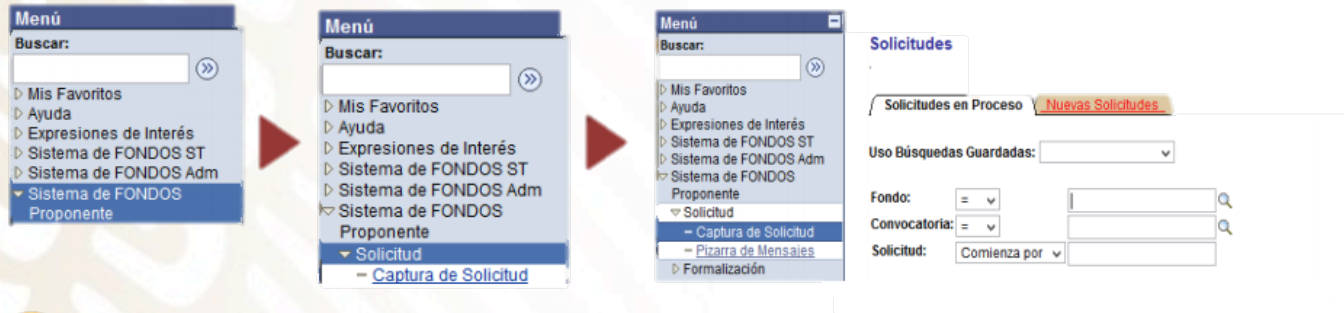 Menú
Buscar:
Mis Favoritos
Ayuda
Expresiones de Interés
Sistema de FONDOS ST
Sistema de FONDOS Adm
Sistema de FONDOS
Proponente
Menú
Buscar:
Mis Favoritos
Ayuda
Expresiones de Interés
Sistema de FONDOS ST
Sistema de FONDOS Adm
Sistema de FONDOS
Proponente
Solicitud
Captura de Solicitud
Menú
Buscar:
Mis Favoritos
Ayuda
Expresiones de Interés
Sistema de FONDOS ST
Sistema de FONDOS Adm
Sistema de FONDOS
Proponente
Solicitud
Captura de Solicitud
Pizarra de Mensajes
Formalización
Solicitudes
Solicitudes en Proceso Nuevas Solicitudes
Uso Búsquedas Guardadas:
Fondo: =
Convocatoria: =
Solicitud: Comienza por